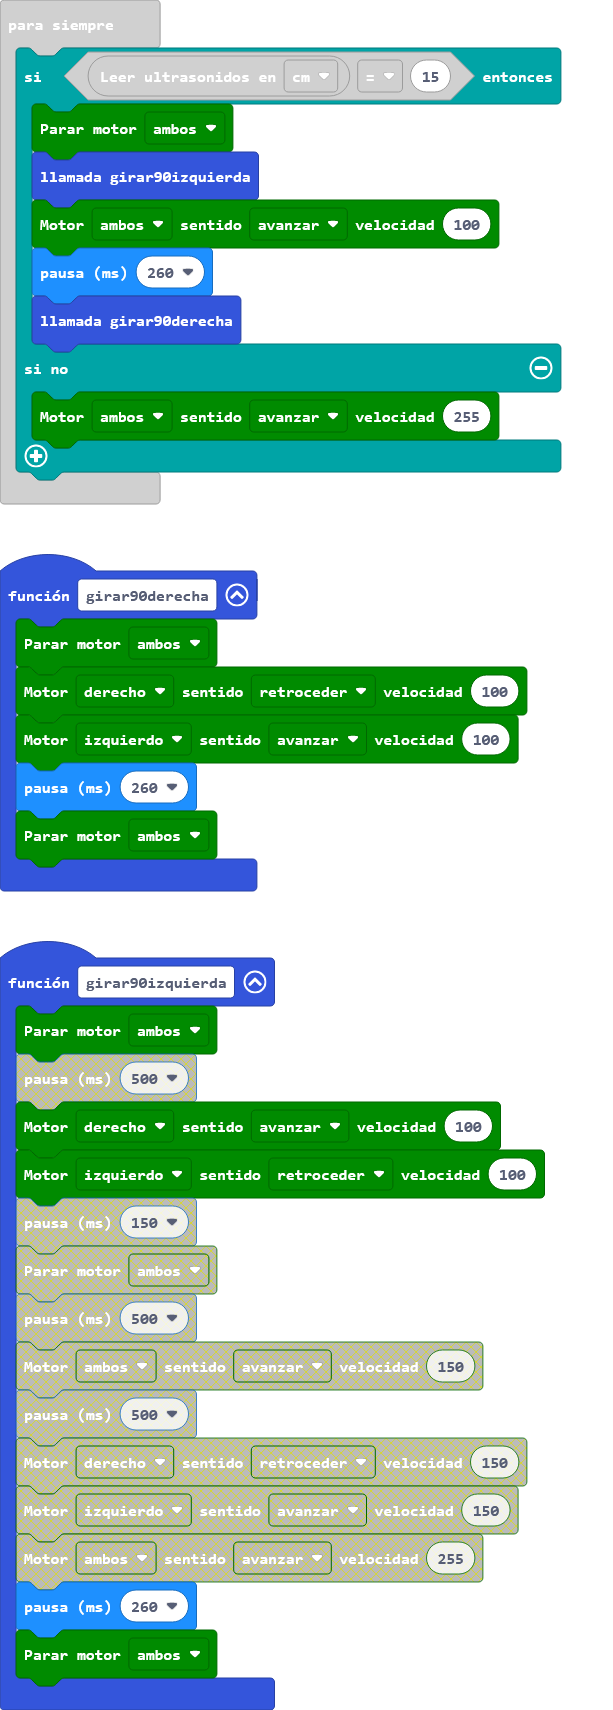 para siempre
si Leer ultrasonidos en cm = 15 entonces
Parar motor ambos
llamada girar90izquierda
Motor ambos sentido avanzar velocidad 100
pausa (ms) 260
llamada girar90derecha
si no
Motor ambos sentido avanzar velocidad 255
función girar90derecha
Parar motor ambos
Motor derecho sentido retroceder velocidad 100
Motor izquierdo sentido avanzar velocidad 100
pausa (ms) 260
Parar motor ambos
función girar90izquierda
Parar motor ambos
pausa (ms) 500
Motor derecho sentido avanzar velocidad 100
Motor izquierdo sentido retroceder velocidad 100
pausa (ms) 150
Parar motor ambos
pausa (ms) 500
Motor ambos sentido avanzar velocidad 150
pausa (ms) 500
Motor derecho sentido retroceder velocidad 150
Motor izquierdo sentido avanzar velocidad 150
Motor ambos sentido avanzar velocidad 255
pausa (ms) 260
Parar motor ambos